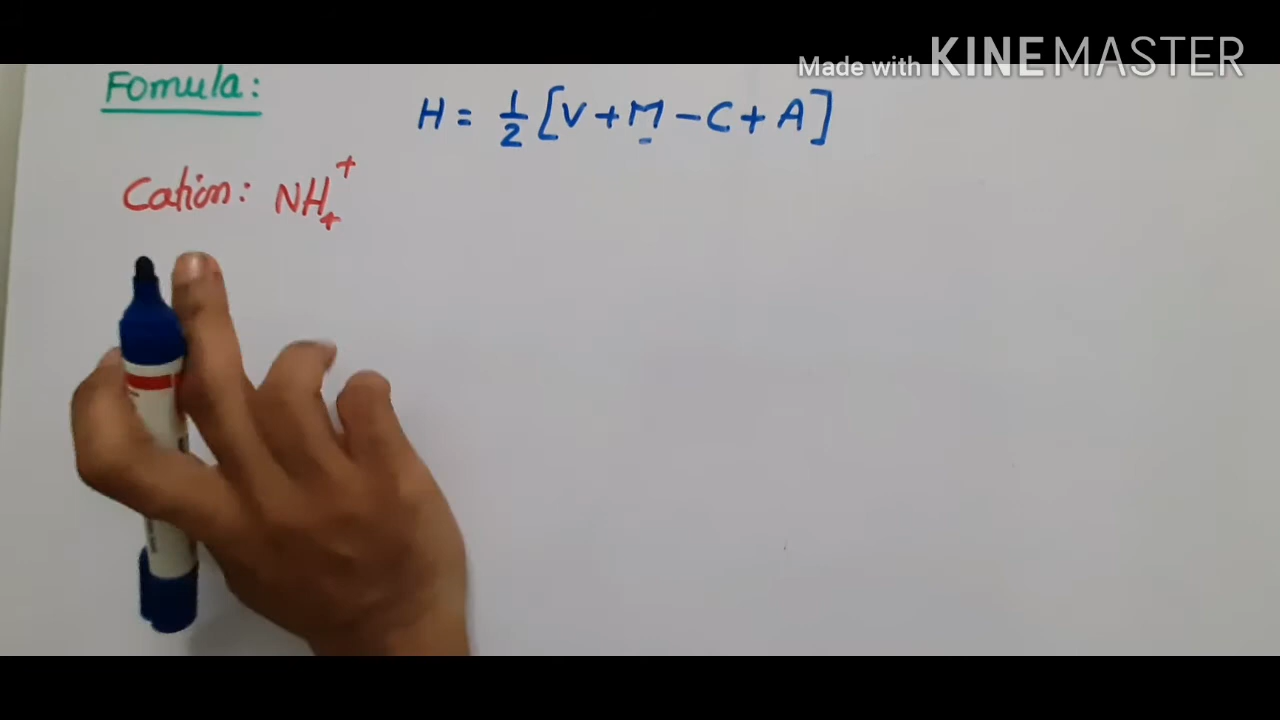 Made with KINEMASTER
Fomula:
H = 1/2 [V + M - C + A]
Cation: NH₄⁺